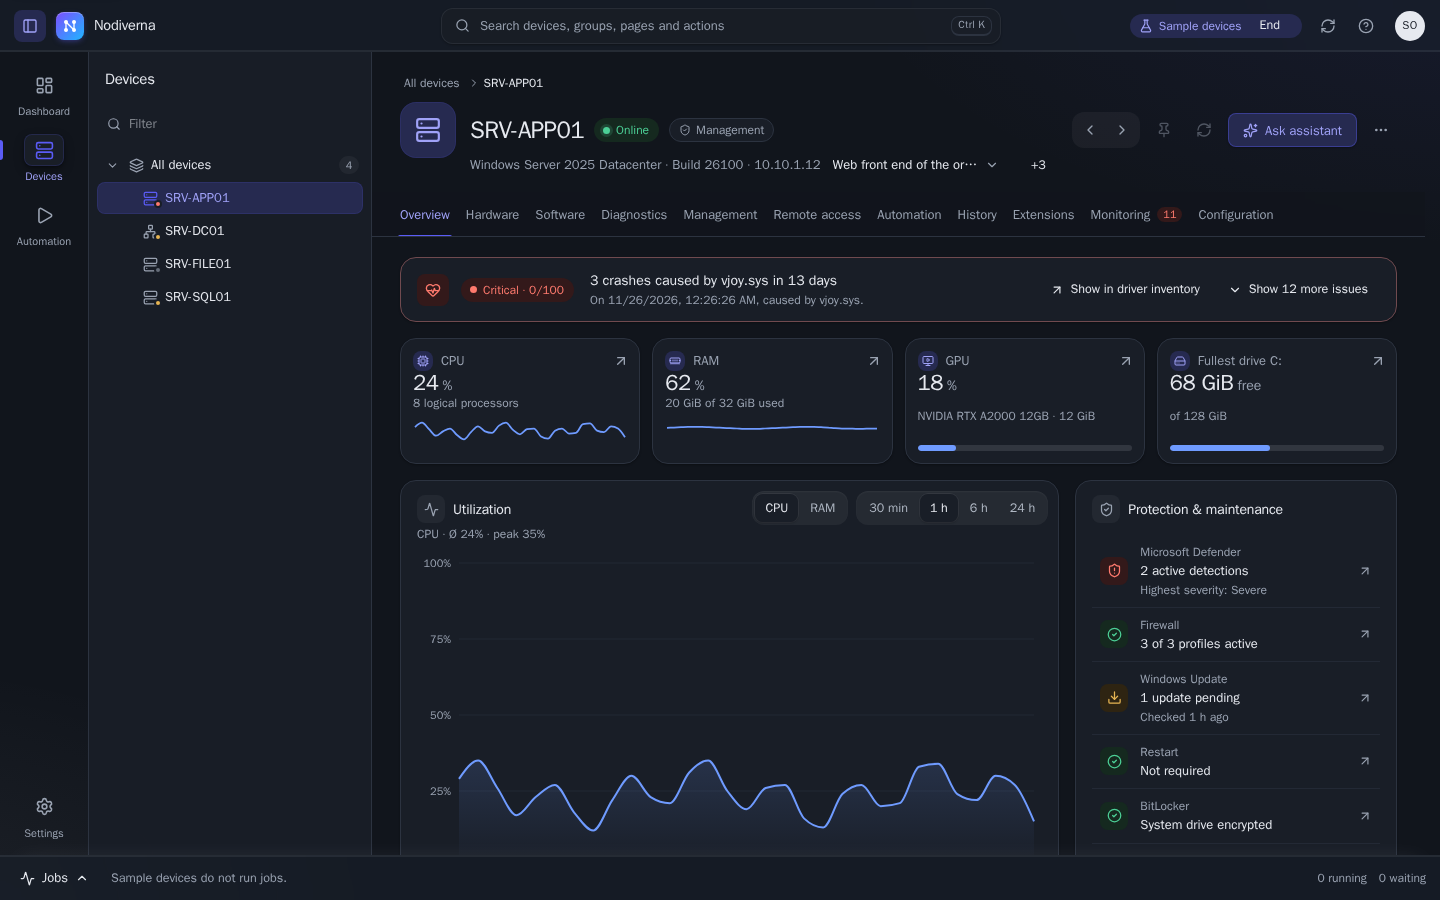 Nodiverna
Search devices, groups, pages and actions
Ctrl K
Sample devices
End
SO
Dashboard
Devices
Automation
Settings
Devices
Filter
All devices
4
SRV-APP01
SRV-DC01
SRV-FILE01
SRV-SQL01
All devices
SRV-APP01
SRV-APP01
Online
Management
Ask assistant
Windows Server 2025 Datacenter · Build 26100 · 10.10.1.12
Web front end of the or···
+3
Overview
Hardware
Software
Diagnostics
Management
Remote access
Automation
History
Extensions
Monitoring
11
Configuration
Critical · 0/100
3 crashes caused by vjoy.sys in 13 days
On 11/26/2026, 12:26:26 AM, caused by vjoy.sys.
Show in driver inventory
Show 12 more issues
CPU
24 %
8 logical processors
RAM
62 %
20 GiB of 32 GiB used
GPU
18 %
NVIDIA RTX A2000 12GB · 12 GiB
Fullest drive C:
68 GiB free
of 128 GiB
Utilization
CPU
RAM
30 min
1 h
6 h
24 h
CPU · Ø 24% · peak 35%
100%
75%
50%
25%
Protection & maintenance
Microsoft Defender
2 active detections
Highest severity: Severe
Firewall
3 of 3 profiles active
Windows Update
1 update pending
Checked 1 h ago
Restart
Not required
BitLocker
System drive encrypted
Jobs
Sample devices do not run jobs.
0 running
0 waiting